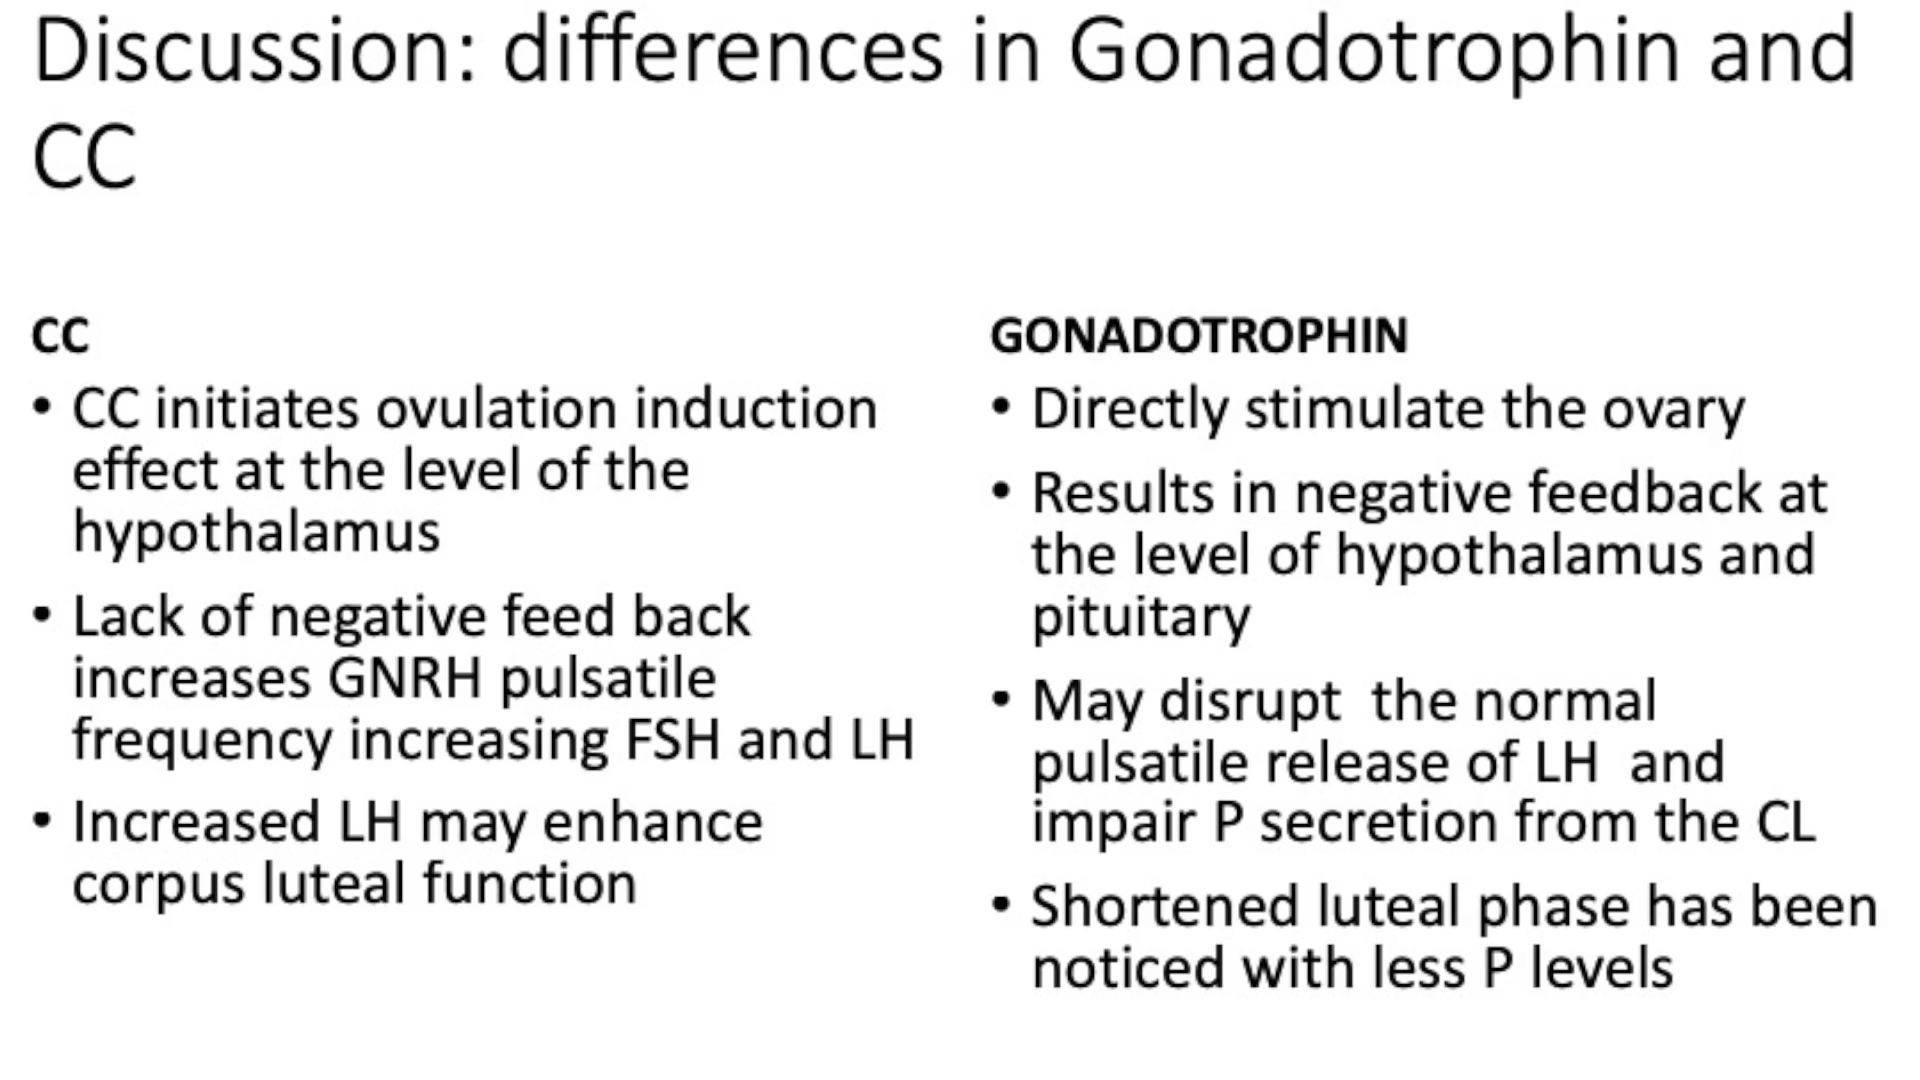 Discussion: differences in Gonadotrophin and
CC
CC
• CC initiates ovulation induction
effect at the level of the
hypothalamus
• Lack of negative feed back
increases GNRH pulsatile
frequency increasing FSH and LH
• Increased LH may enhance
corpus luteal function
GONADOTROPHIN
• Directly stimulate the ovary
• Results in negative feedback at
the level of hypothalamus and
pituitary
• May disrupt  the normal
pulsatile release of LH  and
impair P secretion from the CL
• Shortened luteal phase has been
noticed with less P levels